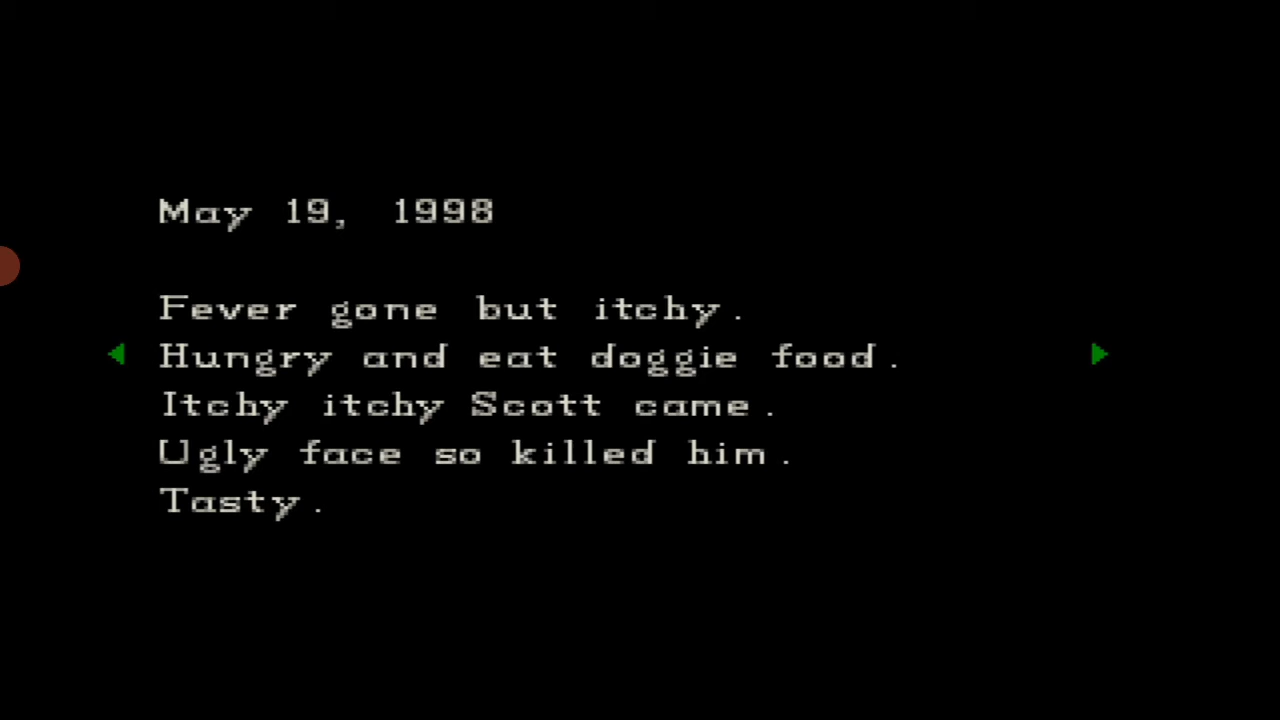 May 19, 1998
Fever gone but itchy.
Hungry and eat doggie food.
Itchy itchy Scott came.
Ugly face so killed him.
Tasty.